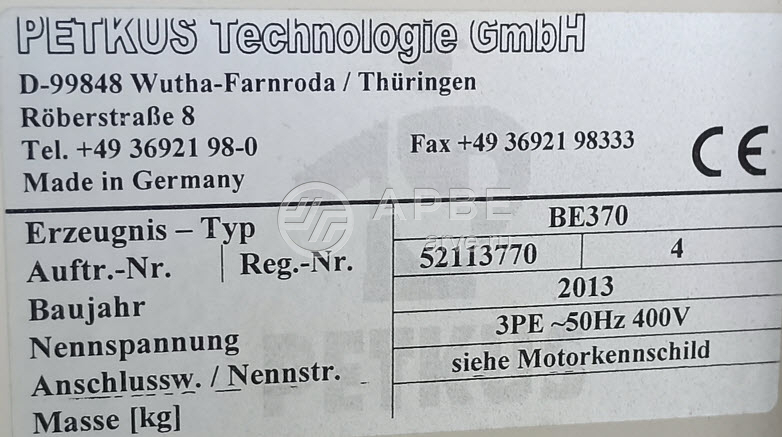 PETKUS Technologie GmbH
D-99848 Wutha-Farnroda / Thüringen
Röberstraße 8
Tel. +49 36921 98-0 Fax +49 36921 98333
Made in Germany
CE
АРВЕ
Erzeugnis – Typ BE370
Auftr.-Nr. | Reg.-Nr. 52113770 4
Baujahr 2013
Nennspannung 3PE ~50Hz 400V
Anschlussw. / Nennstr. siehe Motorkennschild
Masse [kg]
PETKUS